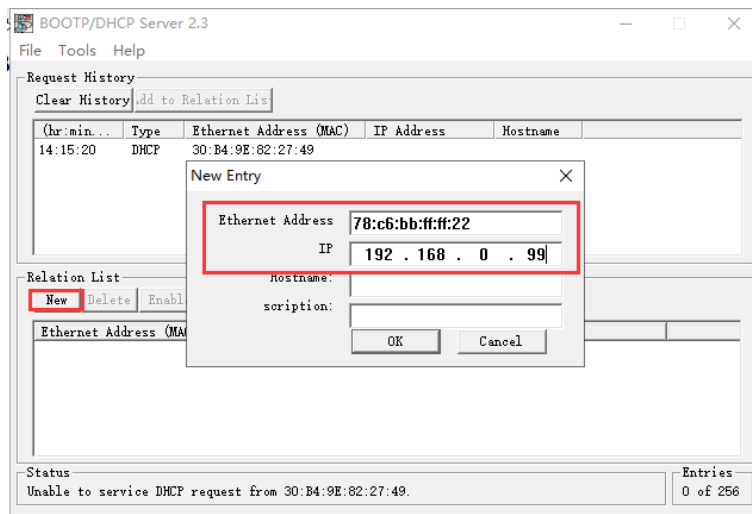 BOOTP/DHCP Server 2.3
File Tools Help
Request History
Clear History dd to Relation Lis
(hr:min... Type Ethernet Address (MAC) IP Address Hostname
14:15:20 DHCP 30:B4:9E:82:27:49
New Entry
Ethernet Address 78:c6:bb:ff:ff:22
IP 192 . 168 . 0 . 99
Hostname:
scription:
OK Cancel
Relation List
New Delete Enabl
Ethernet Address (MA
Status
Unable to service DHCP request from 30:B4:9E:82:27:49.
Entries
0 of 256